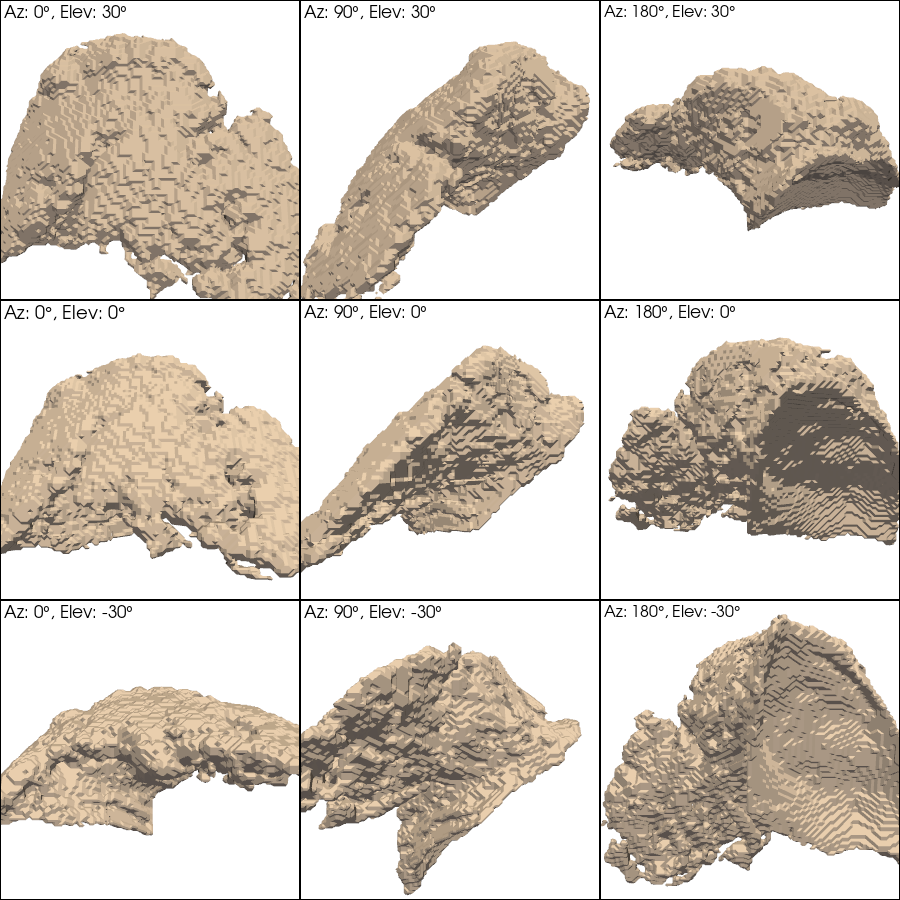 Az: 0°, Elev: 30°
Az: 90°, Elev: 30°
Az: 180°, Elev: 30°
Az: 0°, Elev: 0°
Az: 90°, Elev: 0°
Az: 180°, Elev: 0°
Az: 0°, Elev: -30°
Az: 90°, Elev: -30°
Az: 180°, Elev: -30°